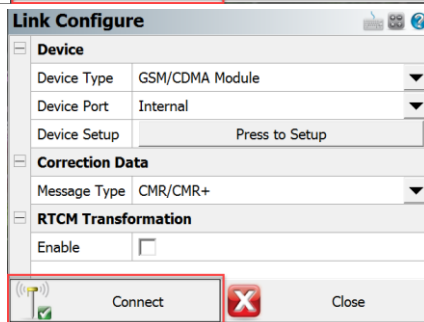 Link Configure
Device
Device Type GSM/CDMA Module
Device Port Internal
Device Setup Press to Setup
Correction Data
Message Type CMR/CMR+
RTCM Transformation
Enable
Connect Close